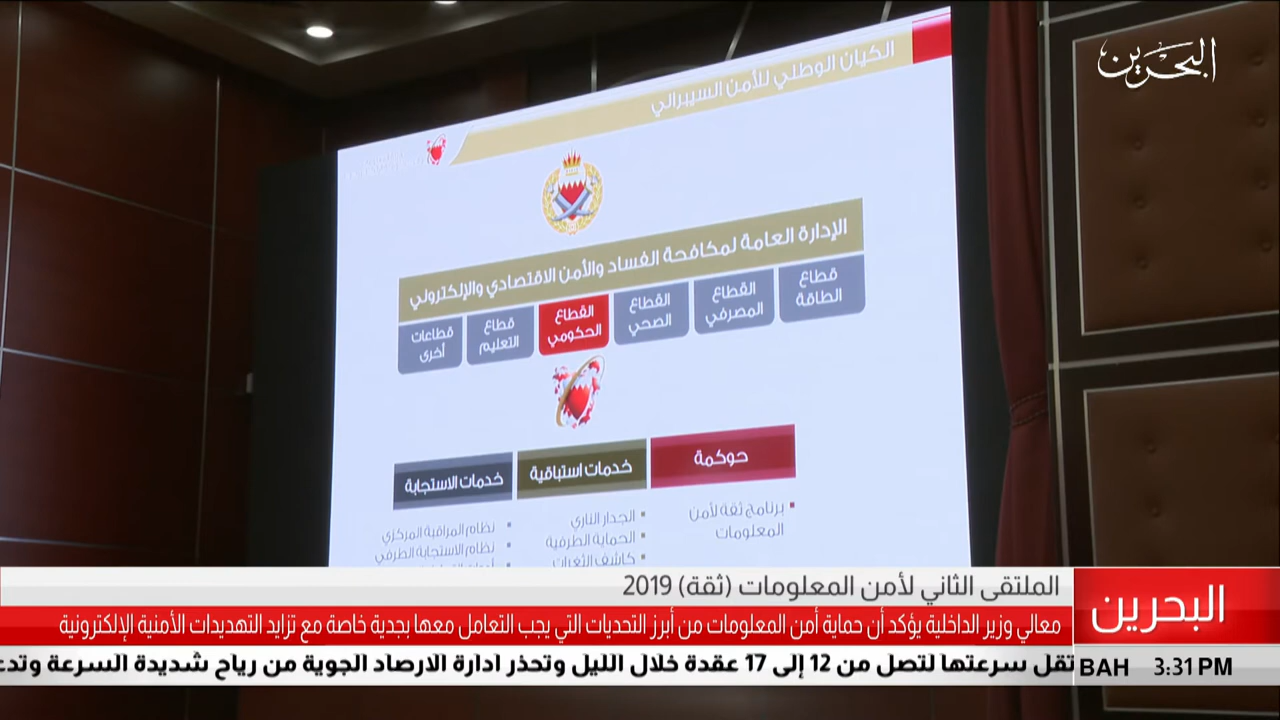 البحرين
الكيان الوطني للأمن السيبراني
الإدارة العامة لمكافحة الفساد والأمن الاقتصادي والإلكتروني
قطاع الطاقة
القطاع المصرفي
القطاع الصحي
القطاع الحكومي
قطاع التعليم
قطاعات أخرى
حوكمة
برنامج ثقة لأمن
المعلومات
خدمات استباقية
الجدار الناري
الحماية الطرفية
كاشف الثغرات
خدمات الاستجابة
نظام المراقبة المركزي
نظام الاستجابة الطرفي
البحرين
الملتقى الثاني لأمن المعلومات (ثقة) 2019
معالي وزير الداخلية يؤكد أن حماية أمن المعلومات من أبرز التحديات التي يجب التعامل معها بجدية خاصة مع تزايد التهديدات الأمنية الإلكترونية
BAH 3:31 PM
تقل سرعتها لتصل من 12 إلى 17 عقدة خلال الليل وتحذر ادارة الارصاد الجوية من رياح شديدة السرعة وتدع